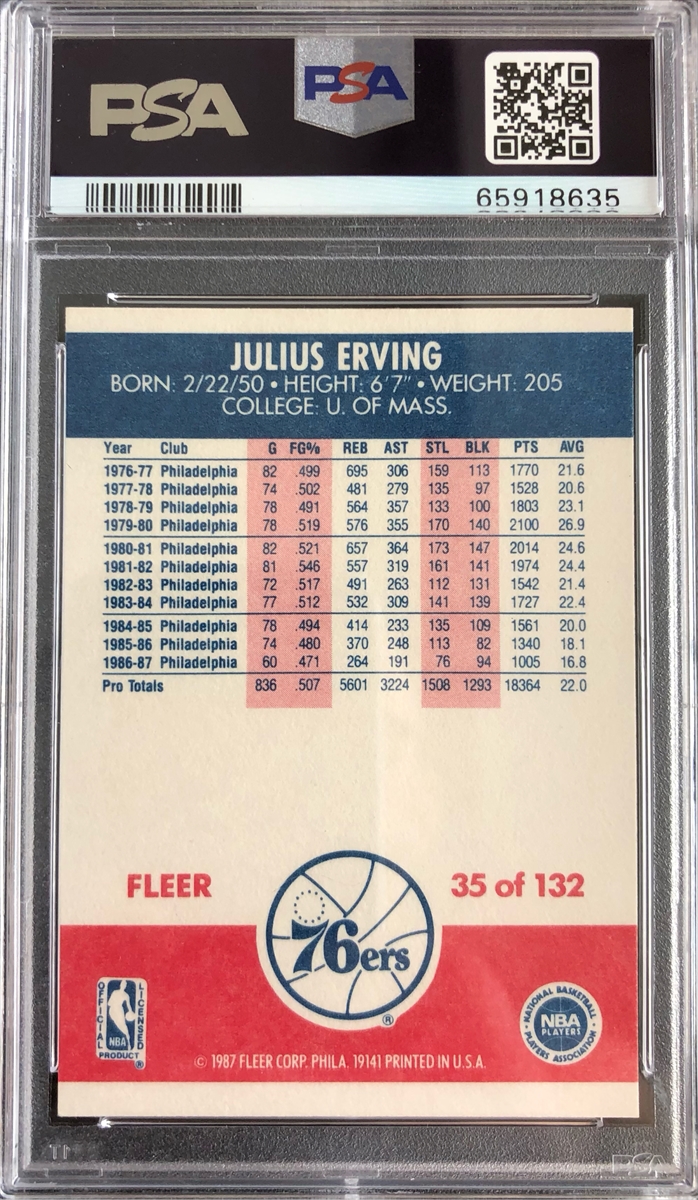 PSA PSA
65918635
JULIUS ERVING
BORN: 2/22/50 • HEIGHT: 6'7" • WEIGHT: 205
COLLEGE: U. OF MASS.
Year Club G FG% REB AST STL BLK PTS AVG
1976-77 Philadelphia 82 .499 695 306 159 113 1770 21.6
1977-78 Philadelphia 74 .502 481 279 135 97 1528 20.6
1978-79 Philadelphia 78 .491 564 357 133 100 1803 23.1
1979-80 Philadelphia 78 .519 576 355 170 140 2100 26.9
1980-81 Philadelphia 82 .521 657 364 173 147 2014 24.6
1981-82 Philadelphia 81 .546 557 319 161 141 1974 24.4
1982-83 Philadelphia 72 .517 491 263 112 131 1542 21.4
1983-84 Philadelphia 77 .512 532 309 141 139 1727 22.4
1984-85 Philadelphia 78 .494 414 233 135 109 1561 20.0
1985-86 Philadelphia 74 .480 370 248 113 82 1340 18.1
1986-87 Philadelphia 60 .471 264 191 76 94 1005 16.8
Pro Totals 836 .507 5601 3224 1508 1293 18364 22.0
FLEER 35 of 132
76ers
®
OFFICIAL LICENSED
NBA
PRODUCT ®
• NATIONAL BASKETBALL •
NBA
PLAYERS
PLAYERS ASSOCIATION
© 1987 FLEER CORP. PHILA. 19141 PRINTED IN U.S.A.
PSA